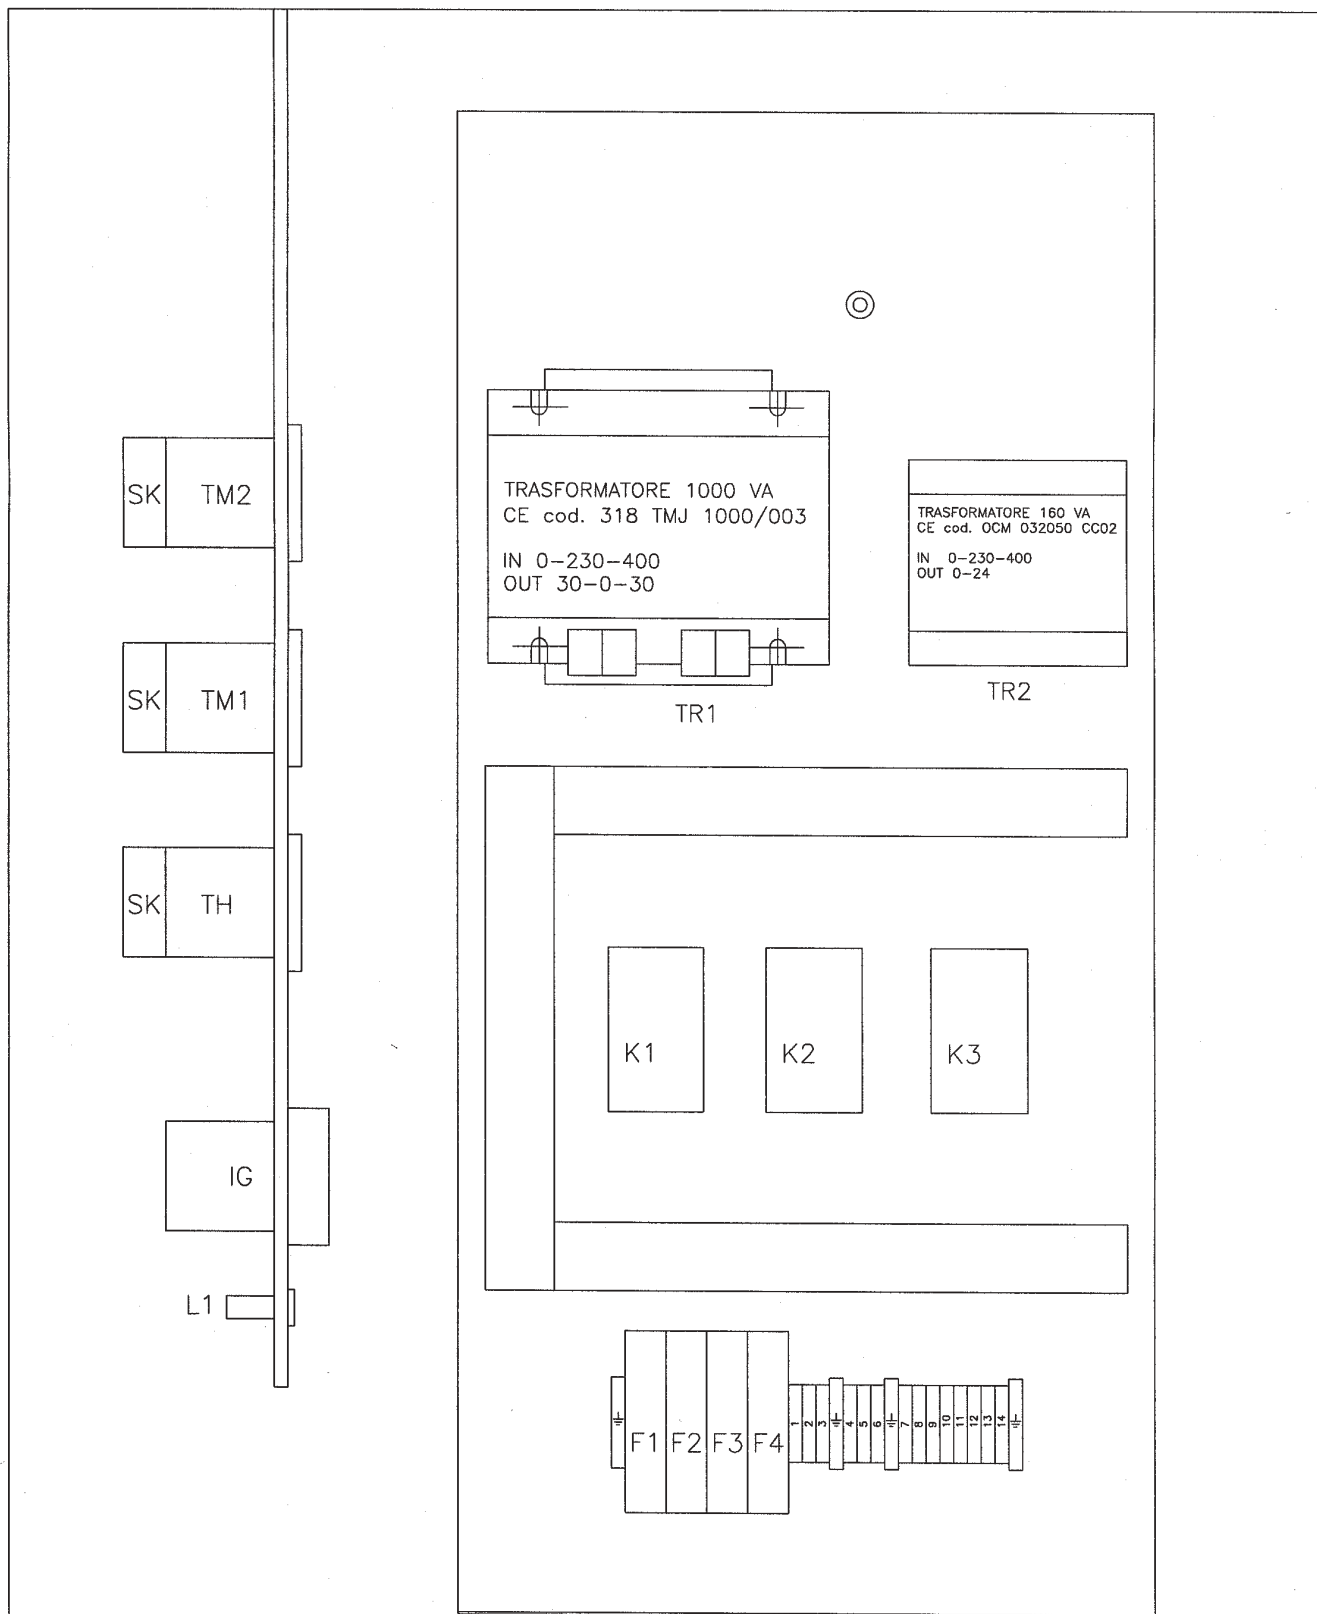 SK TM2
TRASFORMATORE 1000 VA
CE cod. 318 TMJ 1000/003
IN 0-230-400
OUT 30-0-30
TRASFORMATORE 160 VA
CE cod. OCM 032050 CC02
IN 0-230-400
OUT 0-24
SK TM1
TR1
TR2
SK TH
K1 K2 K3
IG
L1
F1 F2 F3 F4
1 2 3 4 5 6 7 8 9 10 11 12 13 14